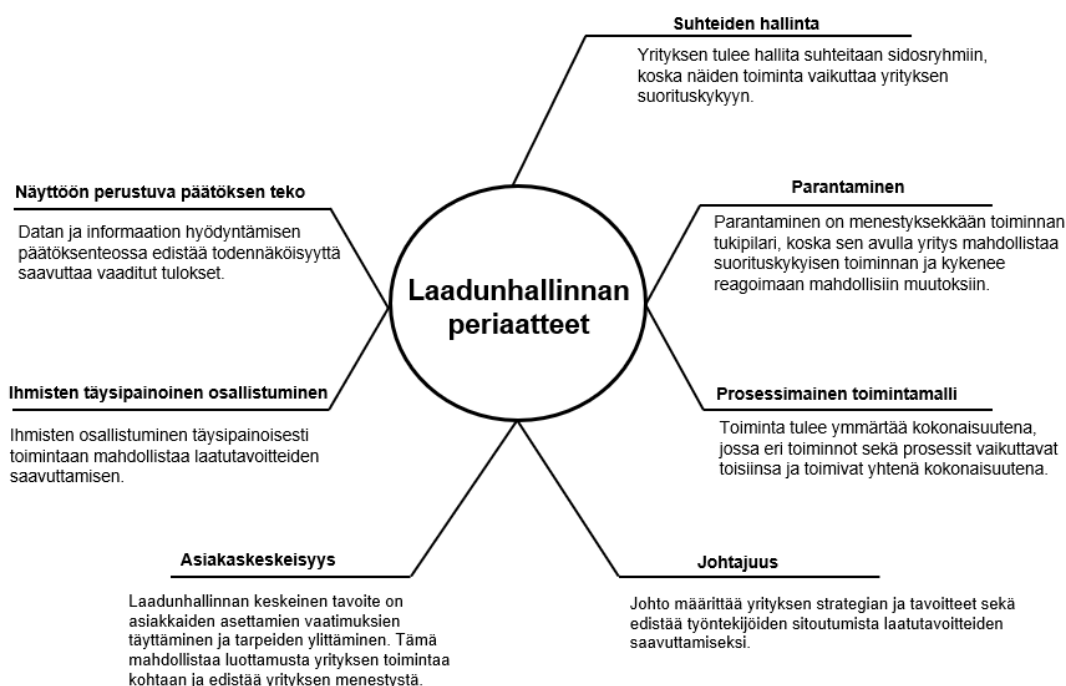 Suhteiden hallinta
Yrityksen tulee hallita suhteitaan sidosryhmiin,
koska näiden toiminta vaikuttaa yrityksen
suorituskykyyn.
Näyttöön perustuva päätöksen teko
Datan ja informaation hyödyntämisen
päätöksenteossa edistää todennäköisyyttä
saavuttaa vaaditut tulokset.
Parantaminen
Parantaminen on menestyksekkään toiminnan
tukipilari, koska sen avulla yritys mahdollistaa
suorituskykyisen toiminnan ja kykenee
reagoimaan mahdollisiin muutoksiin.
Laadunhallinnan
periaatteet
Ihmisten täysipainoinen osallistuminen
Ihmisten osallistuminen täysipainoisesti
toimintaan mahdollistaa laatutavoitteiden
saavuttamisen.
Prosessimainen toimintamalli
Toiminta tulee ymmärtää kokonaisuutena,
jossa eri toiminnot sekä prosessit vaikuttavat
toisiinsa ja toimivat yhtenä kokonaisuutena.
Asiakaskeskeisyys
Laadunhallinnan keskeinen tavoite on
asiakkaiden asettamien vaatimuksien
täyttäminen ja tarpeiden ylittäminen. Tämä
mahdollistaa luottamusta yrityksen toimintaa
kohtaan ja edistää yrityksen menestystä.
Johtajuus
Johto määrittää yrityksen strategian ja tavoitteet sekä
edistää työntekijöiden sitoutumista laatutavoitteiden
saavuttamiseksi.